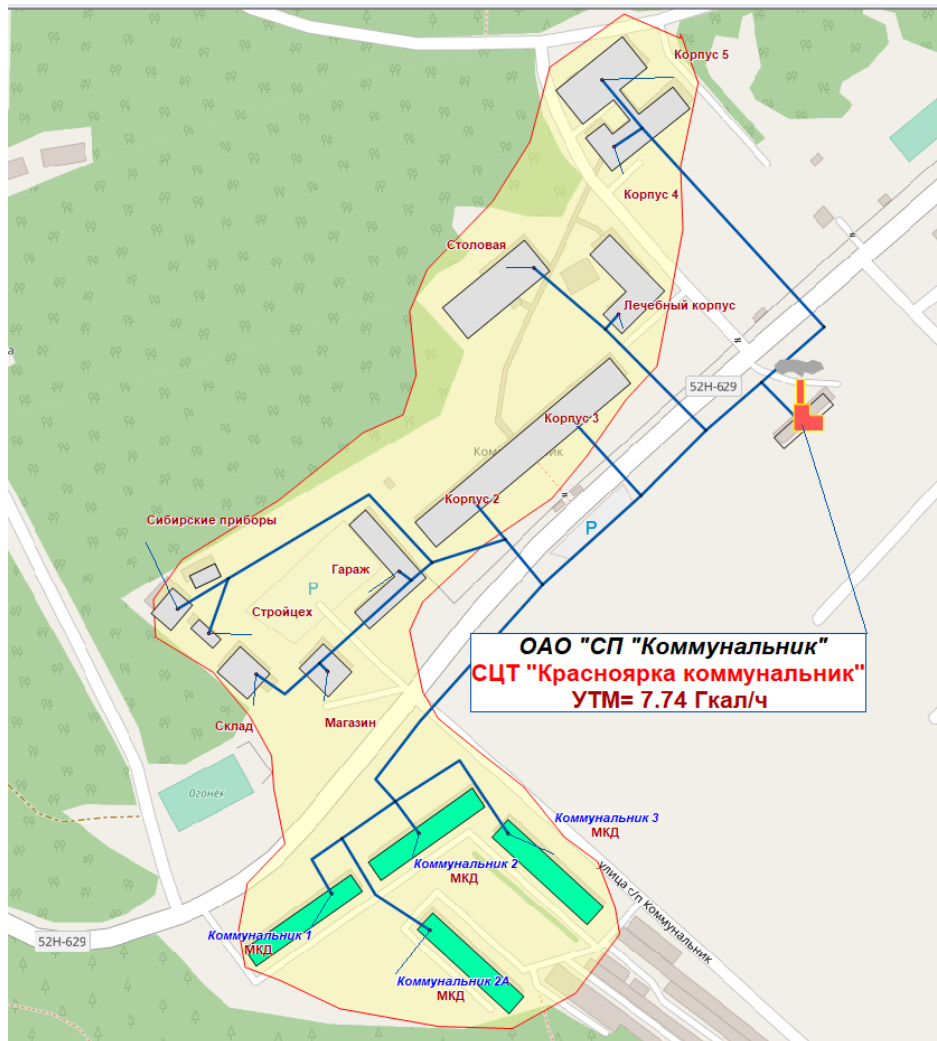 Корпус 5
Корпус 4
я
Столовая
Лечебный корпус
я
52Н-629
Корпус 3
Корпус 2
я
P
Сибирские приборы
Гараж
P
Стройцех
ОАО "СП "Коммунальник"
СЦТ "Красноярка коммунальник"
УТМ= 7.74 Гкал/ч
Склад
Магазин
Огонёк
Коммунальник 3
МКД
Коммунальник 2
МКД
улица с/п Коммунальник
Коммунальник 1
МКД
52Н-629
Коммунальник 2А
МКД